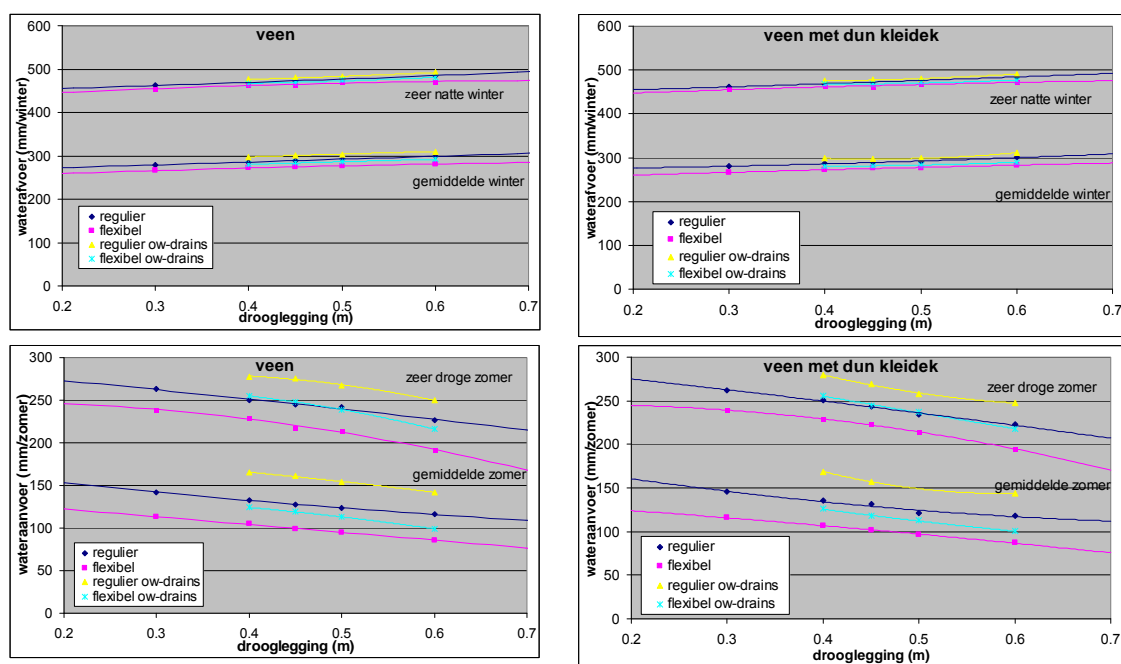 veen
waterafvoer (mm/winter)
600
500
400
300
200
100
0
zeer natte winter
gemiddelde winter
regulier
flexibel
regulier ow-drains
flexibel ow-drains
0.2 0.3 0.4 0.5 0.6 0.7
drooglegging (m)
veen met dun kleidek
waterafvoer (mm/winter)
600
500
400
300
200
100
0
zeer natte winter
gemiddelde winter
regulier
flexibel
regulier ow-drains
flexibel ow-drains
0.2 0.3 0.4 0.5 0.6 0.7
drooglegging (m)
veen
wateraanvoer (mm/zomer)
300
250
200
150
100
50
0
zeer droge zomer
gemiddelde zomer
regulier
flexibel
regulier ow-drains
flexibel ow-drains
0.2 0.3 0.4 0.5 0.6 0.7
drooglegging (m)
veen met dun kleidek
wateraanvoer (mm/zomer)
300
250
200
150
100
50
0
zeer droge zomer
gemiddelde zomer
regulier
flexibel
regulier ow-drains
flexibel ow-drains
0.2 0.3 0.4 0.5 0.6 0.7
drooglegging (m)